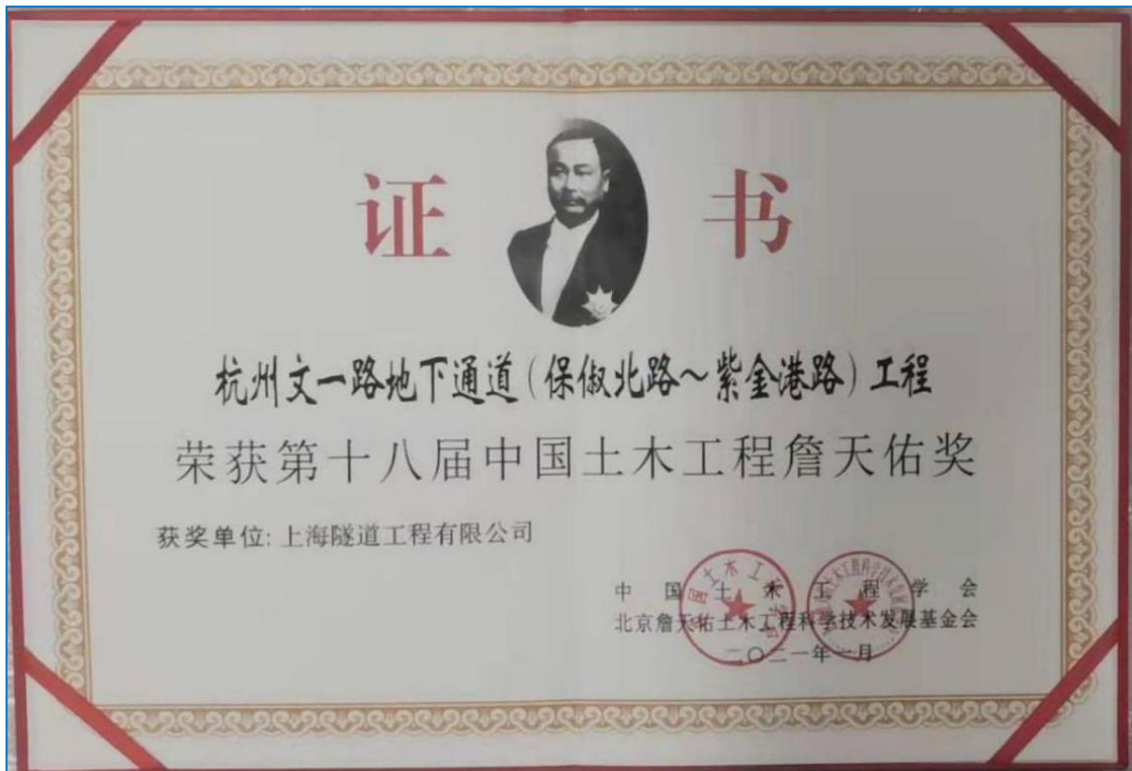 证 书
杭州文一路地下通道(保俶北路～紫金港路)工程
荣获第十八届中国土木工程詹天佑奖
获奖单位: 上海隧道工程有限公司
中国土木工程学会
北京詹天佑土木工程科学技术发展基金会
二〇二一年一月